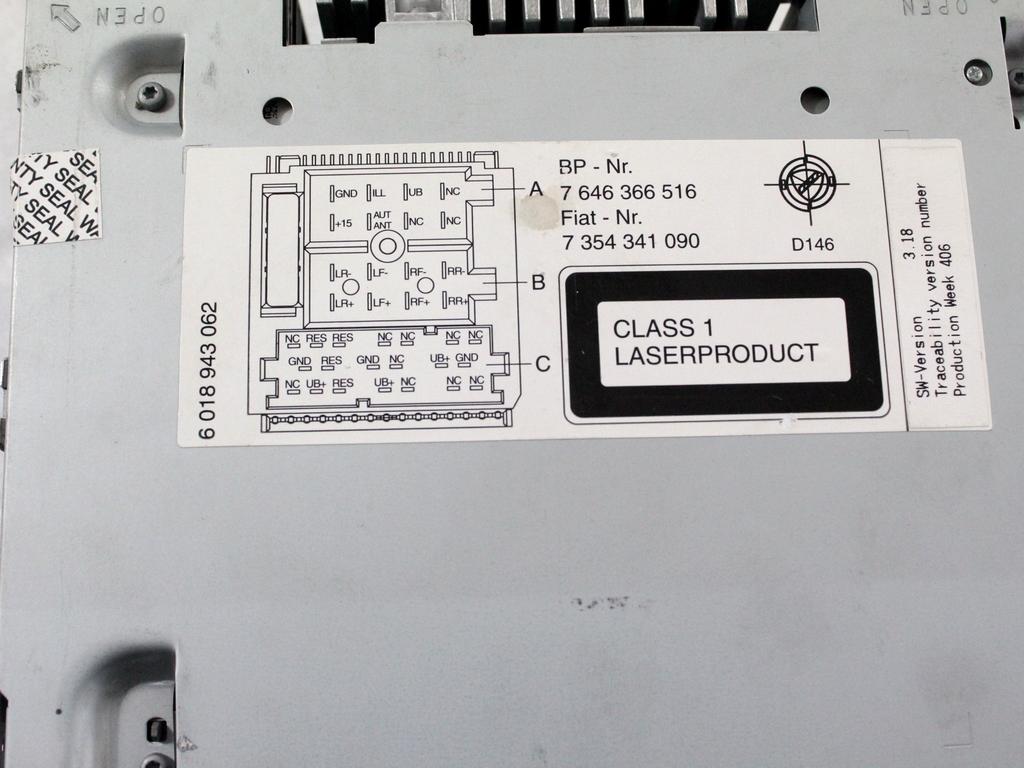 OPEN
OPEN
TY SEAL
NTY SEAL WA
SEAL
6 018 943 062
GND ILL UB NC
A
+15 AUT ANT NC NC
LR- LF- RF- RR-
B
LR+ LF+ RF+ RR+
NC RES RES NC NC NC NC
GND RES GND NC UB+ GND
C
NC UB+ RES UB+ NC NC NC
BP - Nr.
7 646 366 516
Fiat - Nr.
7 354 341 090
D146
CLASS 1
LASERPRODUCT
SW-Version 3.18
Traceability version number
Production Week 406